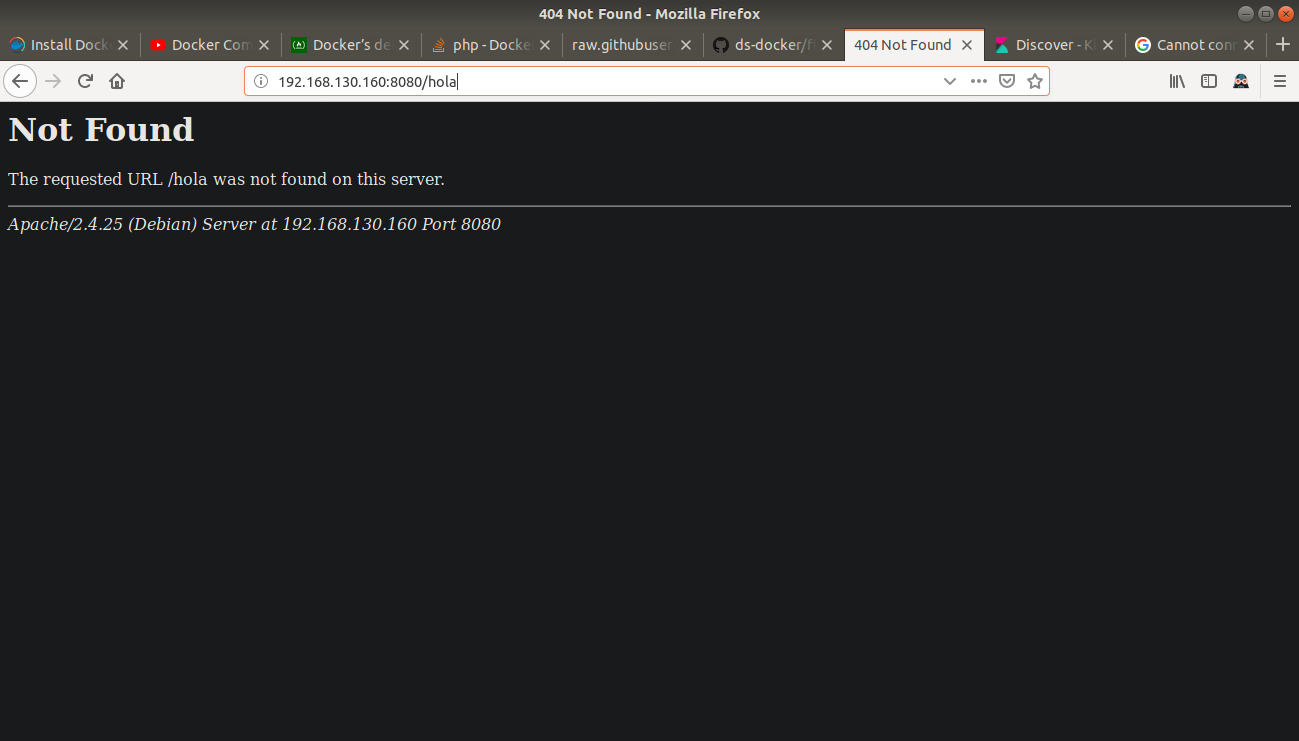 404 Not Found - Mozilla Firefox
Install Dock Docker Com Docker's de php - Docke raw.githubuser ds-docker/ 404 Not Found Discover - Cannot con
192.168.130.160:8080/hola
Not Found
The requested URL /hola was not found on this server.
Apache/2.4.25 (Debian) Server at 192.168.130.160 Port 8080